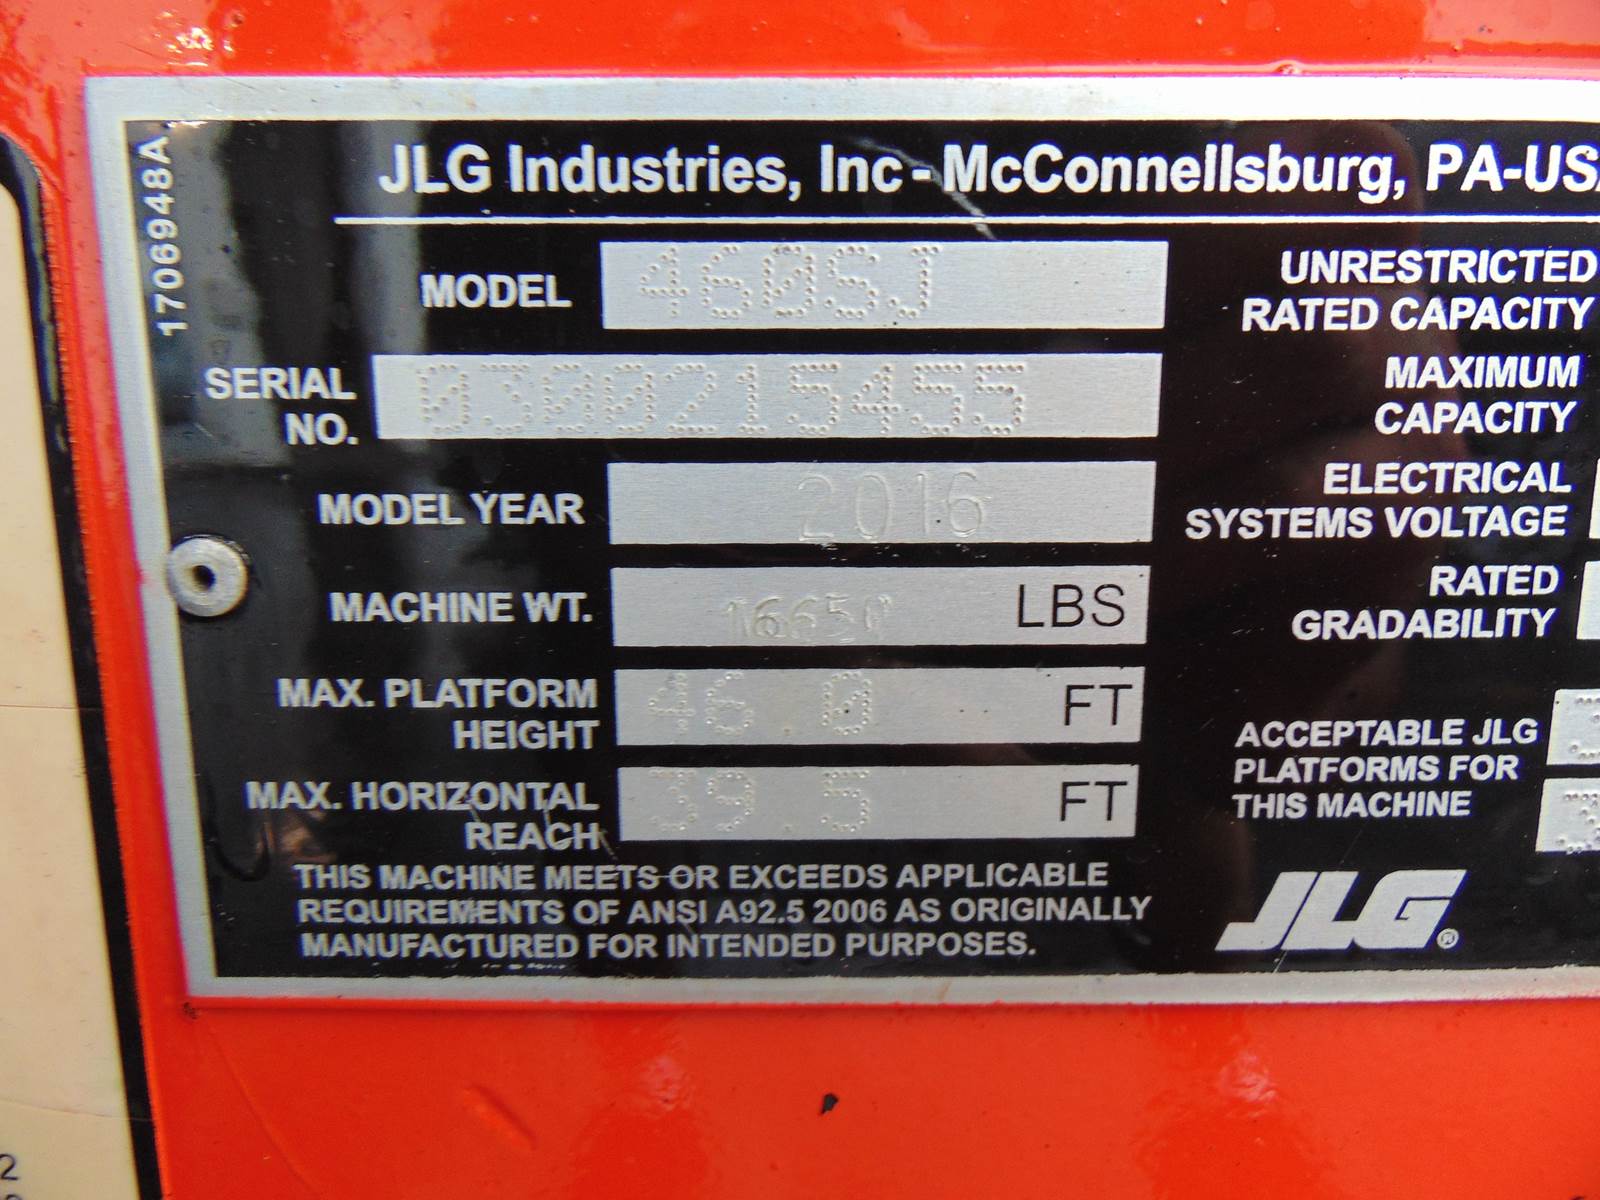 1706948A
JLG Industries, Inc - McConnellsburg, PA-USA
MODEL 460SJ
SERIAL NO. 0300215455
MODEL YEAR 2016
MACHINE WT. 16650 LBS
MAX. PLATFORM HEIGHT 46.0 FT
MAX. HORIZONTAL REACH 39.5 FT
THIS MACHINE MEETS OR EXCEEDS APPLICABLE
REQUIREMENTS OF ANSI A92.5 2006 AS ORIGINALLY
MANUFACTURED FOR INTENDED PURPOSES.
UNRESTRICTED
RATED CAPACITY
MAXIMUM
CAPACITY
ELECTRICAL
SYSTEMS VOLTAGE
RATED
GRADABILITY
ACCEPTABLE JLG
PLATFORMS FOR
THIS MACHINE
JLG®
2